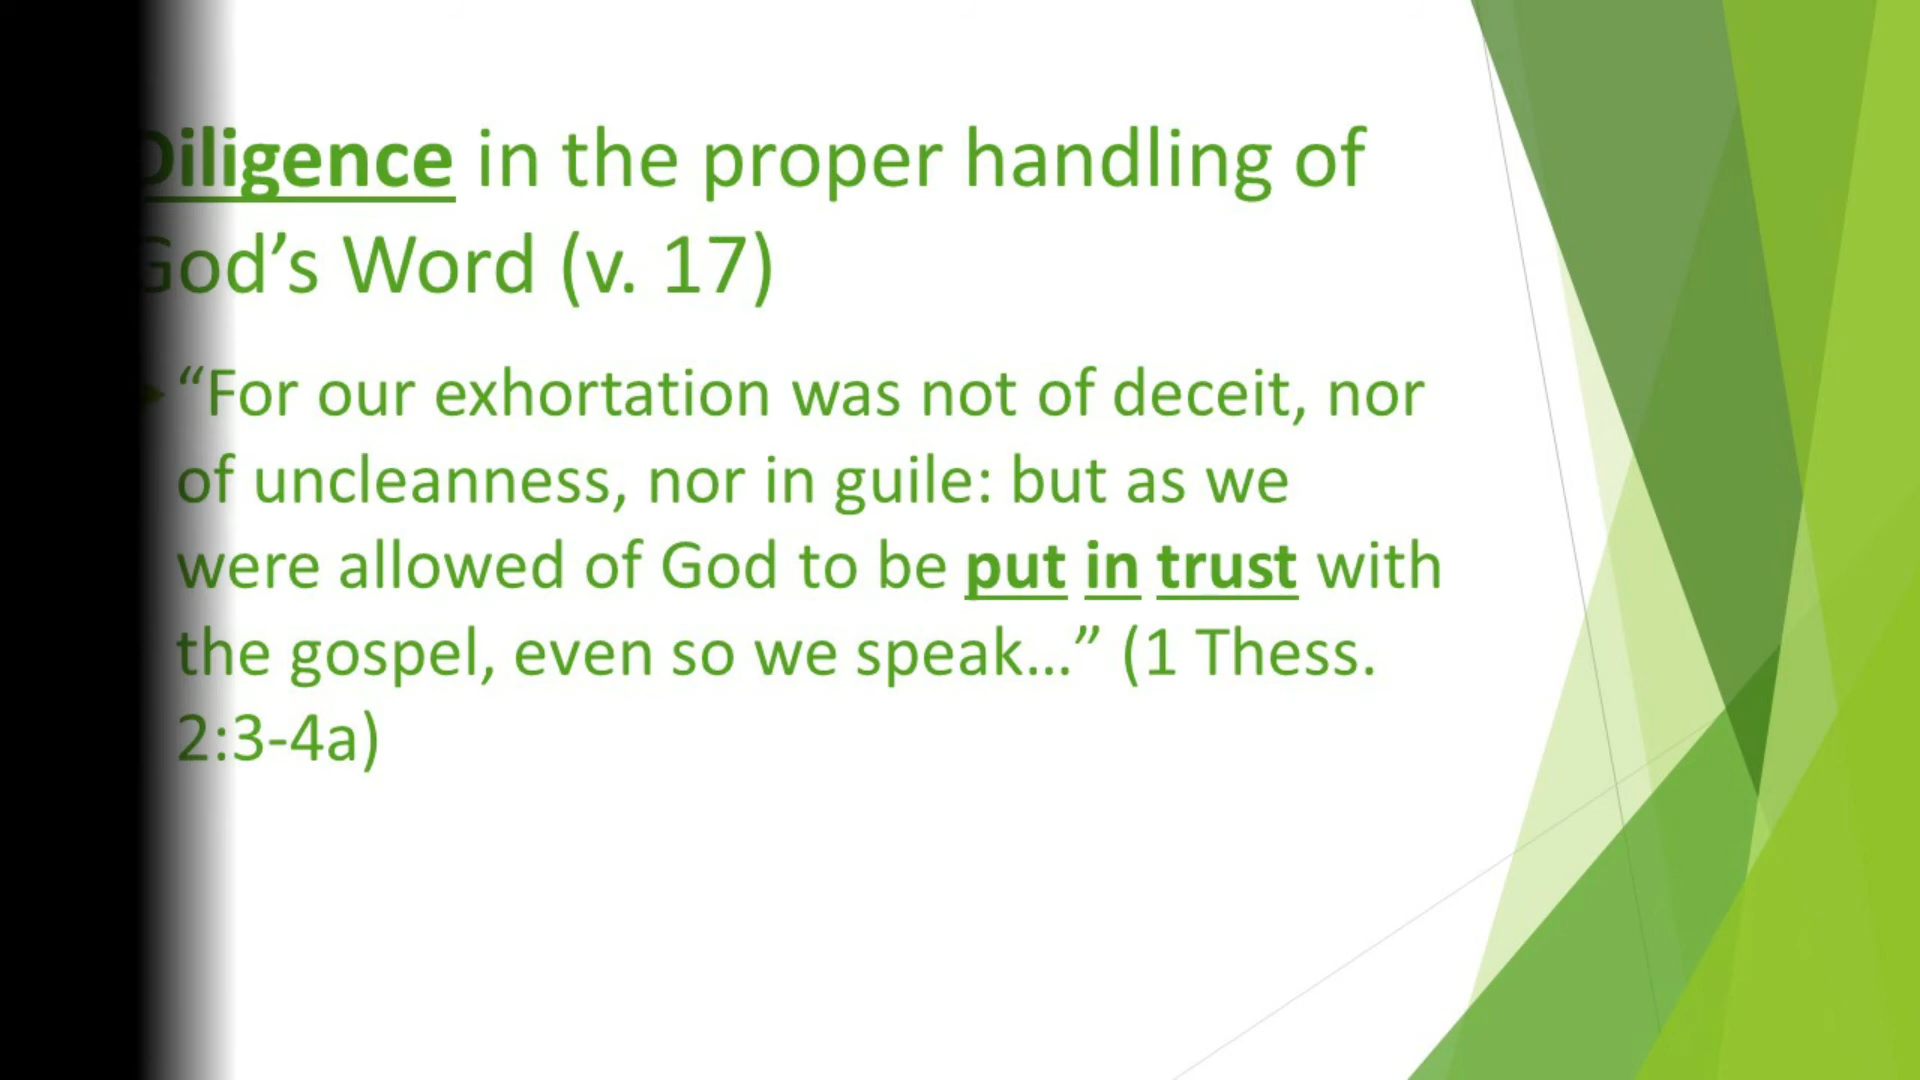 Diligence in the proper handling of
God’s Word (v. 17)
“For our exhortation was not of deceit, nor
of uncleanness, nor in guile: but as we
were allowed of God to be put in trust with
the gospel, even so we speak…” (1 Thess.
2:3-4a)